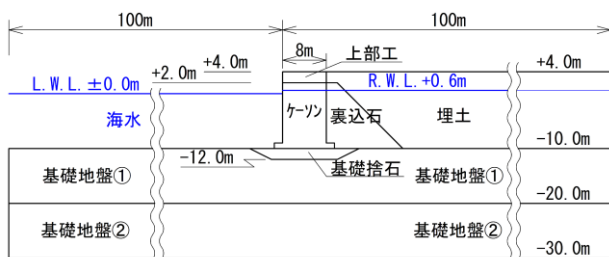 100m
100m
8m
上部工
+4.0m
+4.0m
+2.0m
L.W.L.±0.0m
R.W.L.+0.6m
海水
ケーソン
裏込石
埋土
-10.0m
-12.0m
基礎捨石
基礎地盤①
基礎地盤①
-20.0m
基礎地盤②
基礎地盤②
-30.0m